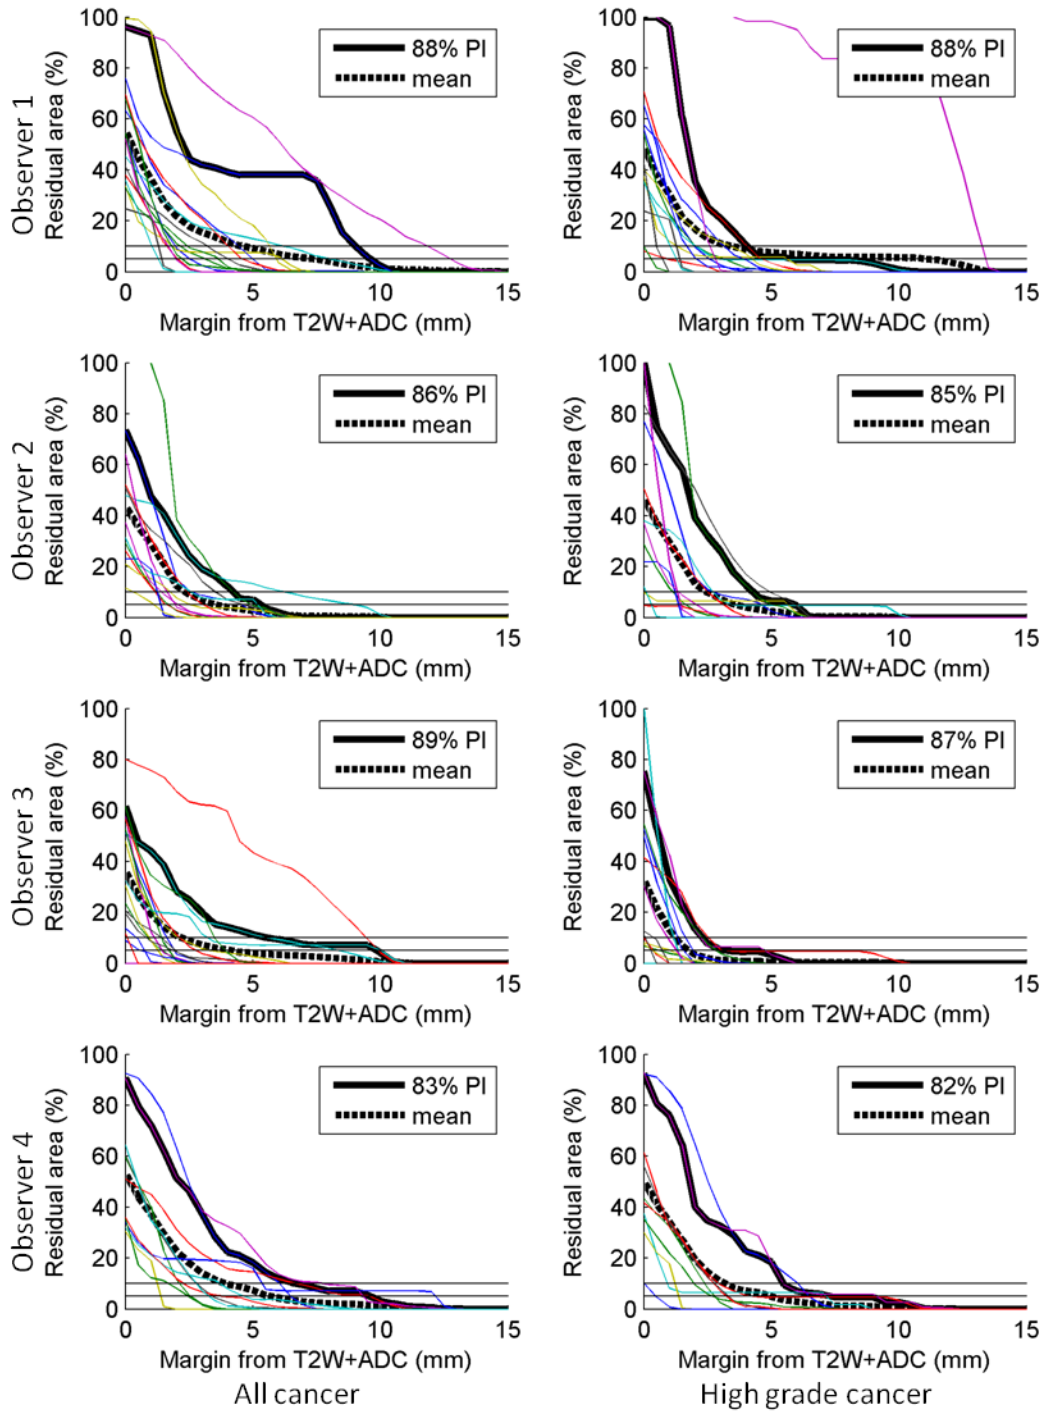 Observer 1
Residual area (%)
100
80
60
40
20
0
88% PI
mean
0 5 10 15
Margin from T2W+ADC (mm)
Residual area (%)
100
80
60
40
20
0
88% PI
mean
0 5 10 15
Margin from T2W+ADC (mm)
Observer 2
Residual area (%)
100
80
60
40
20
0
86% PI
mean
0 5 10 15
Margin from T2W+ADC (mm)
Residual area (%)
100
80
60
40
20
0
85% PI
mean
0 5 10 15
Margin from T2W+ADC (mm)
Observer 3
Residual area (%)
100
80
60
40
20
0
89% PI
mean
0 5 10 15
Margin from T2W+ADC (mm)
Residual area (%)
100
80
60
40
20
0
87% PI
mean
0 5 10 15
Margin from T2W+ADC (mm)
Observer 4
Residual area (%)
100
80
60
40
20
0
83% PI
mean
0 5 10 15
Margin from T2W+ADC (mm)
All cancer
Residual area (%)
100
80
60
40
20
0
82% PI
mean
0 5 10 15
Margin from T2W+ADC (mm)
High grade cancer